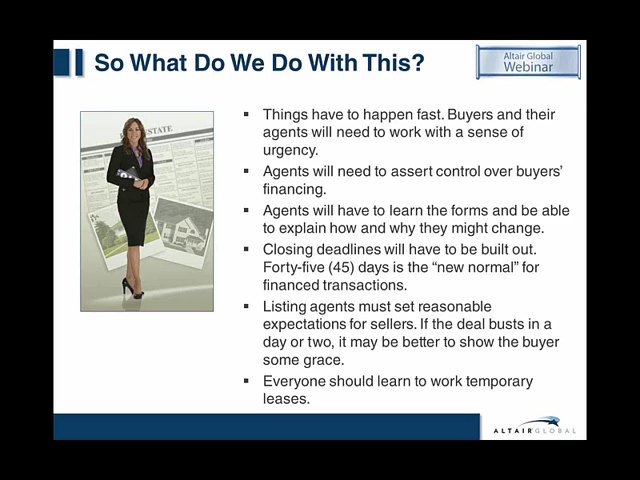 So What Do We Do With This?
Altair Global
Webinar
ESTATE
▪ Things have to happen fast. Buyers and their
agents will need to work with a sense of
urgency.
▪ Agents will need to assert control over buyers’
financing.
▪ Agents will have to learn the forms and be able
to explain how and why they might change.
▪ Closing deadlines will have to be built out.
Forty-five (45) days is the “new normal” for
financed transactions.
▪ Listing agents must set reasonable
expectations for sellers. If the deal busts in a
day or two, it may be better to show the buyer
some grace.
▪ Everyone should learn to work temporary
leases.
ALTAIR GLOBAL